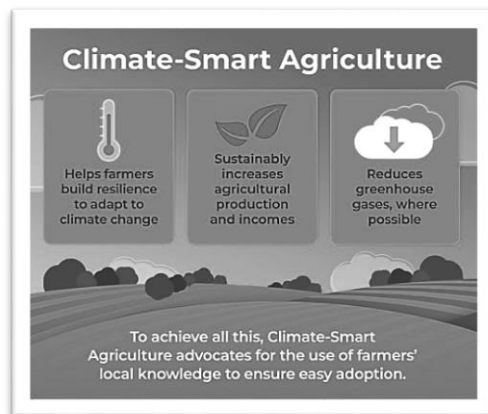 Climate-Smart Agriculture
Helps farmers
build resilience
to adapt to
climate change
Sustainably
increases
agricultural
production
and incomes
Reduces
greenhouse
gases, where
possible
To achieve all this, Climate-Smart
Agriculture advocates for the use of farmers'
local knowledge to ensure easy adoption.